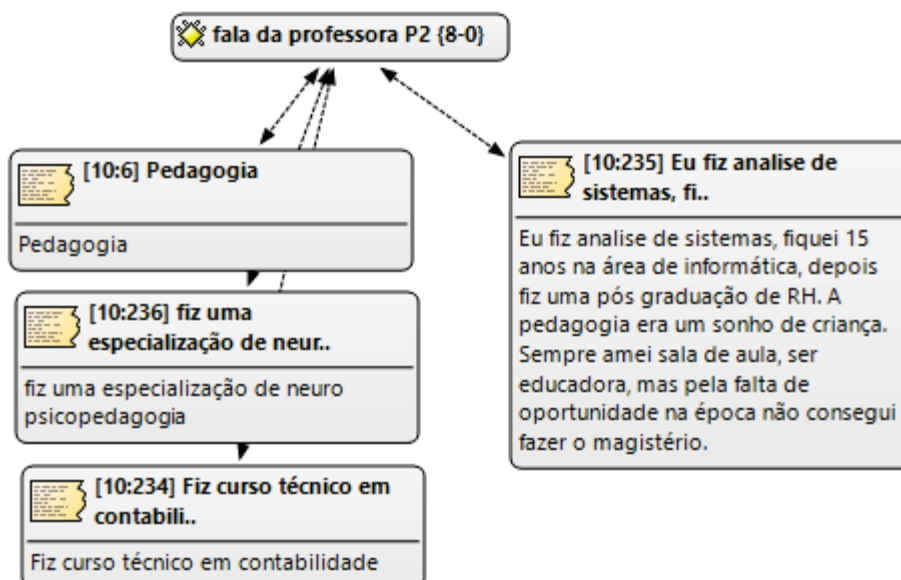 fala da professora P2 {8-0}
[10:6] Pedagogia
Pedagogia
[10:236] fiz uma
especialização de neur..
fiz uma especialização de neuro
psicopedagogia
[10:234] Fiz curso técnico em
contabili..
Fiz curso técnico em contabilidade
[10:235] Eu fiz analise de
sistemas, fi..
Eu fiz analise de sistemas, fiquei 15
anos na área de informática, depois
fiz uma pós graduação de RH. A
pedagogia era um sonho de criança.
Sempre amei sala de aula, ser
educadora, mas pela falta de
oportunidade na época não consegui
fazer o magistério.